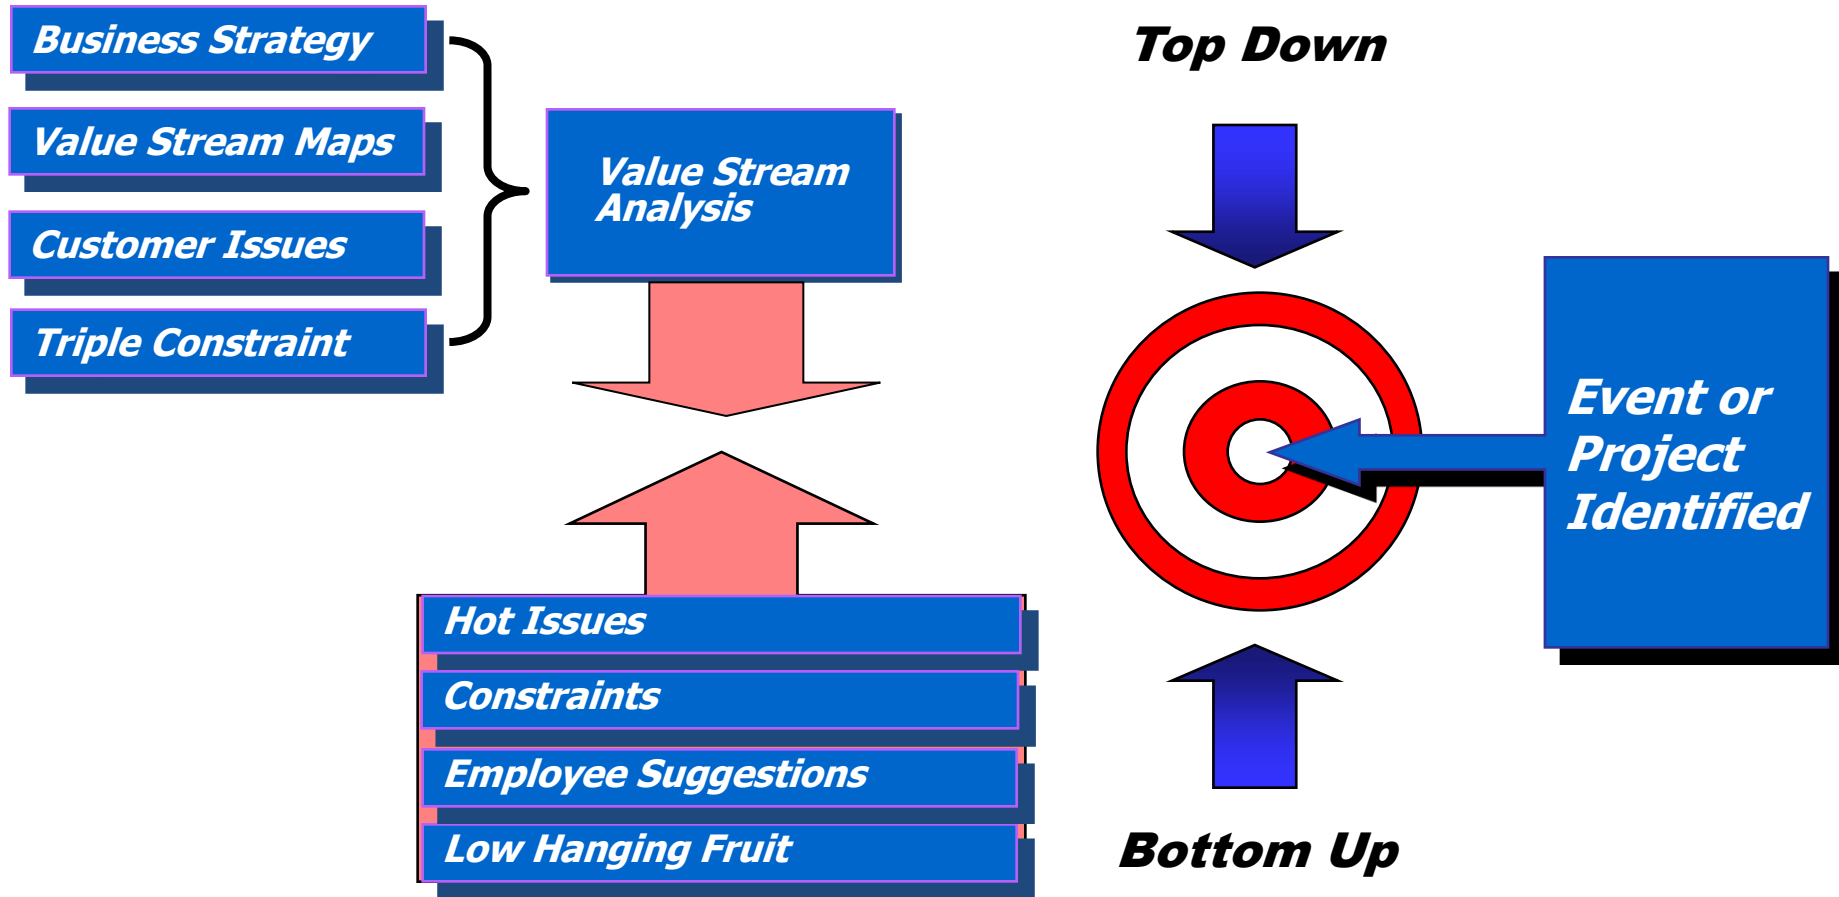 Business Strategy
Value Stream Maps
Customer Issues
Triple Constraint
Value Stream
Analysis
Hot Issues
Constraints
Employee Suggestions
Low Hanging Fruit
Top Down
Event or
Project
Identified
Bottom Up